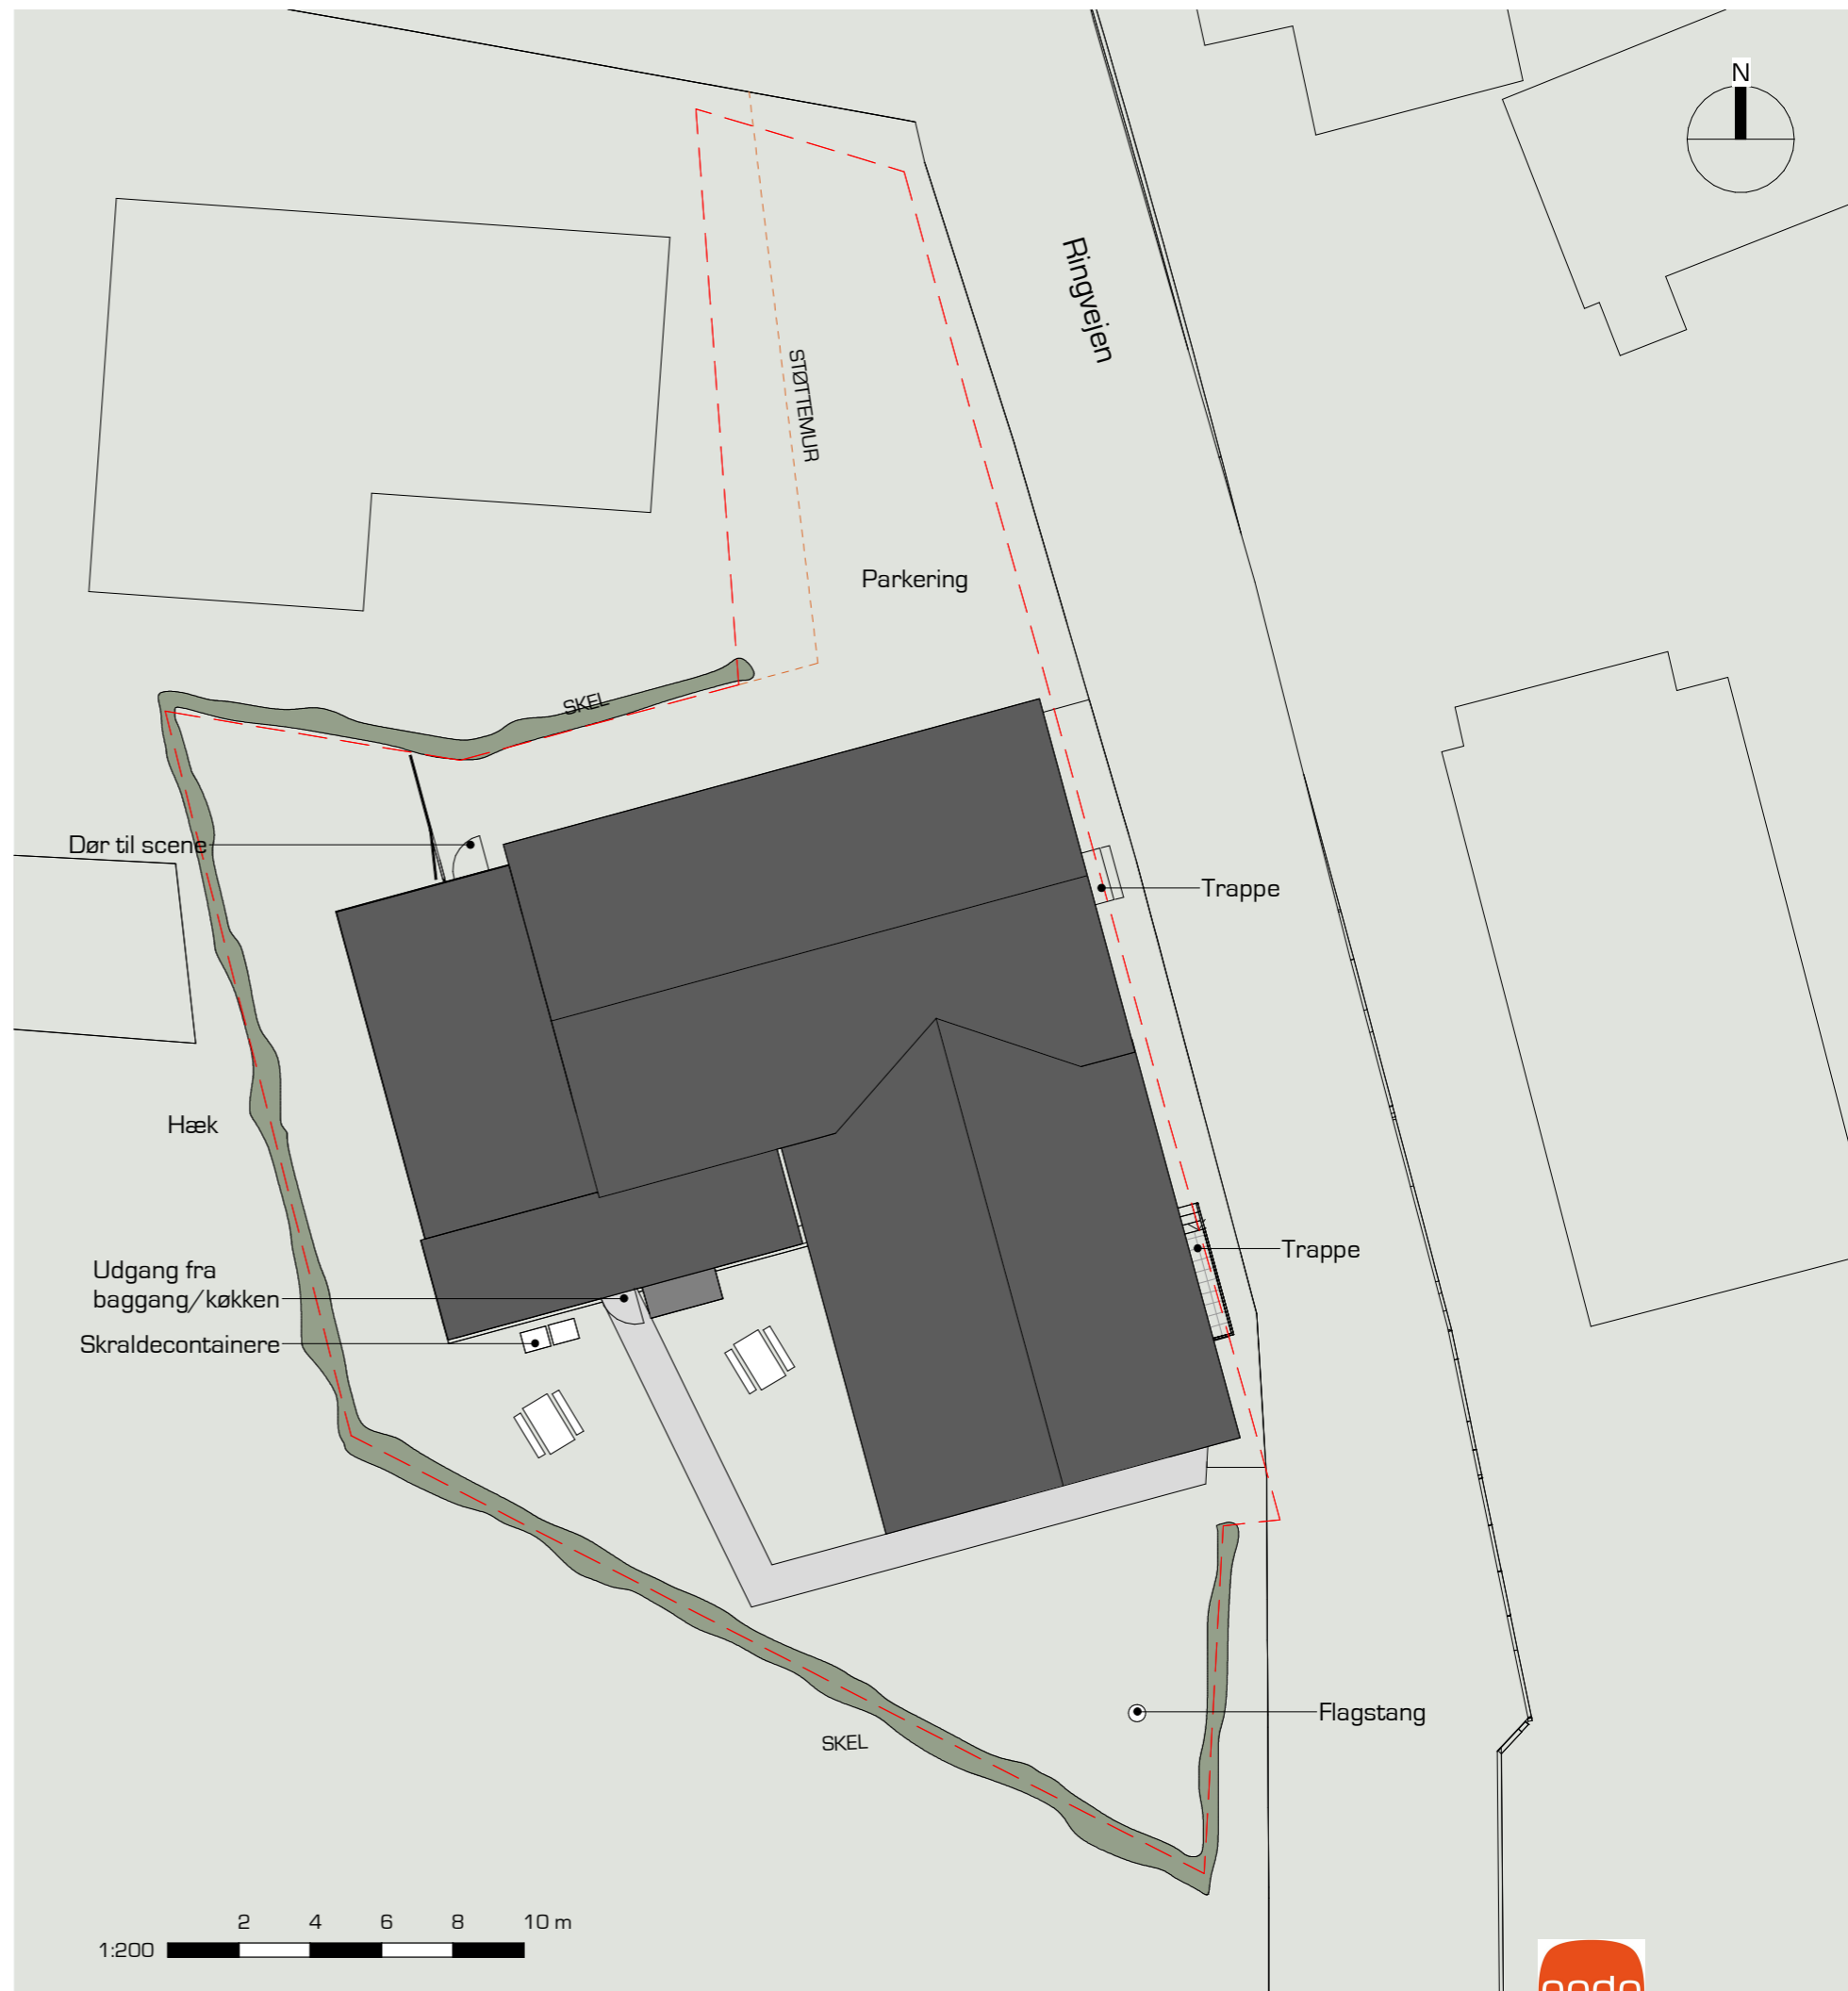 N
Ringvejen
STØTTEMUR
Parkering
SKEL
Dør til scene
Trappe
Hæk
Trappe
Udgang fra
baggang/køkken
Skraldecontainere
Flagstang
SKEL
2 4 6 8 10 m
1:200